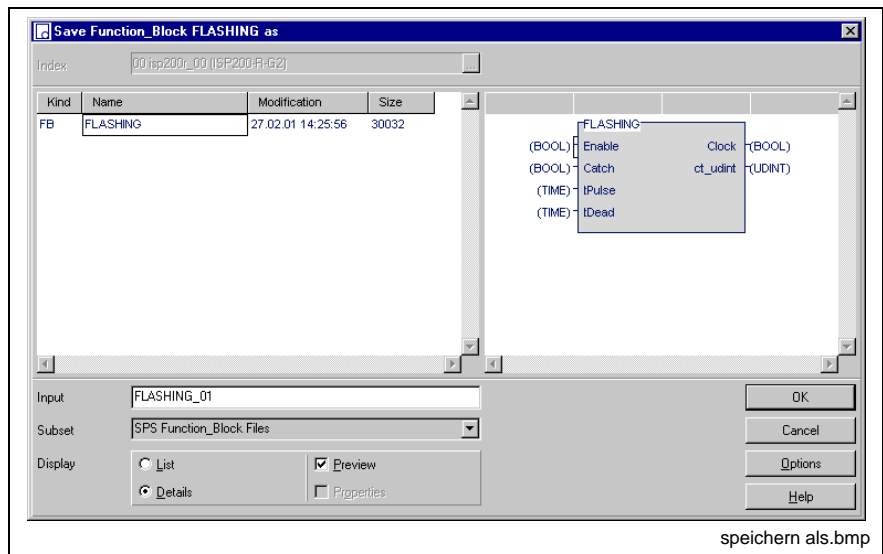 Save Function_Block FLASHING as
Index 00 isp200r_00 (ISP200-R-G2) ...
Kind Name Modification Size
FB FLASHING 27.02.01 14:25:56 30032
FLASHING
(BOOL) Enable Clock (BOOL)
(BOOL) Catch ct_udint (UDINT)
(TIME) tPulse
(TIME) tDead
Input FLASHING_01 OK
Subset SPS Function_Block Files Cancel
Display List Preview Options
Details Properties Help
speichern als.bmp